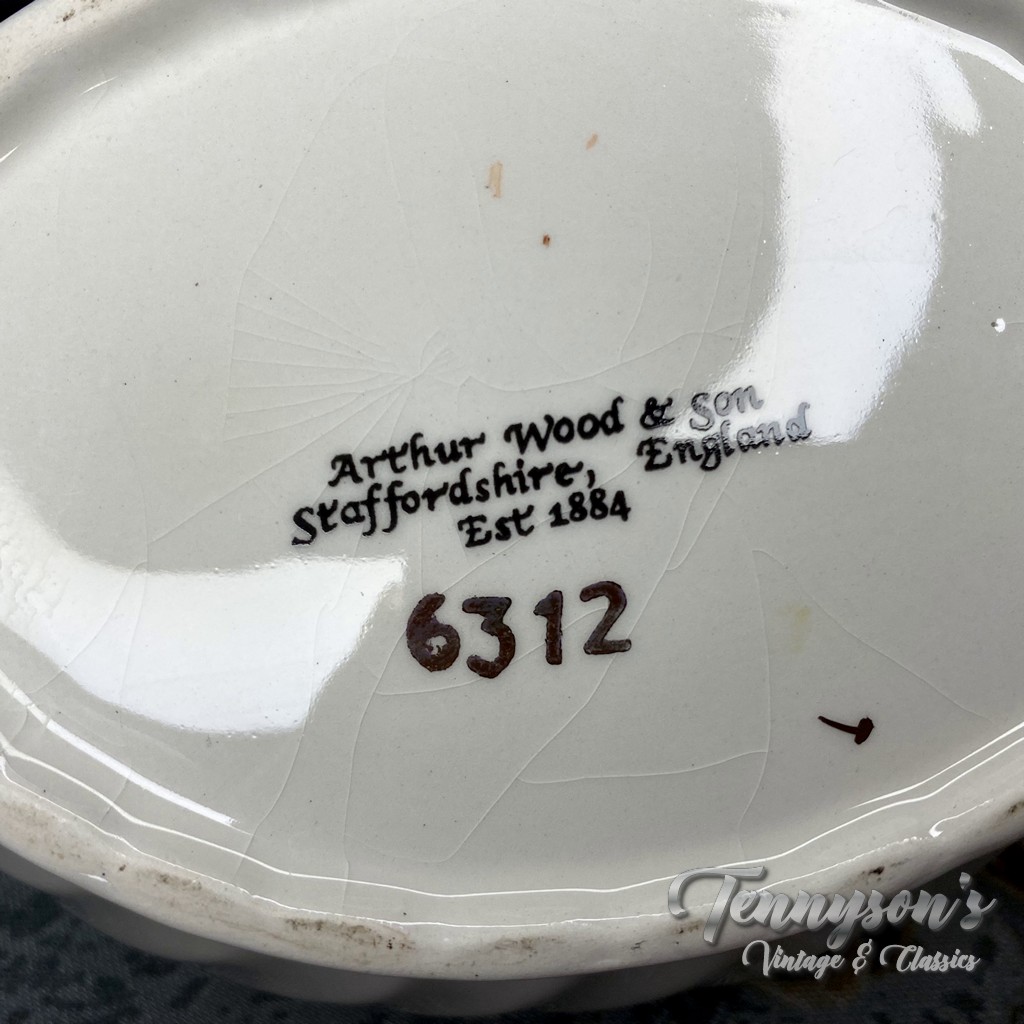 Arthur Wood & Son
Staffordshire, England
Est 1884
6312
Tennyson's
Vintage & Classics